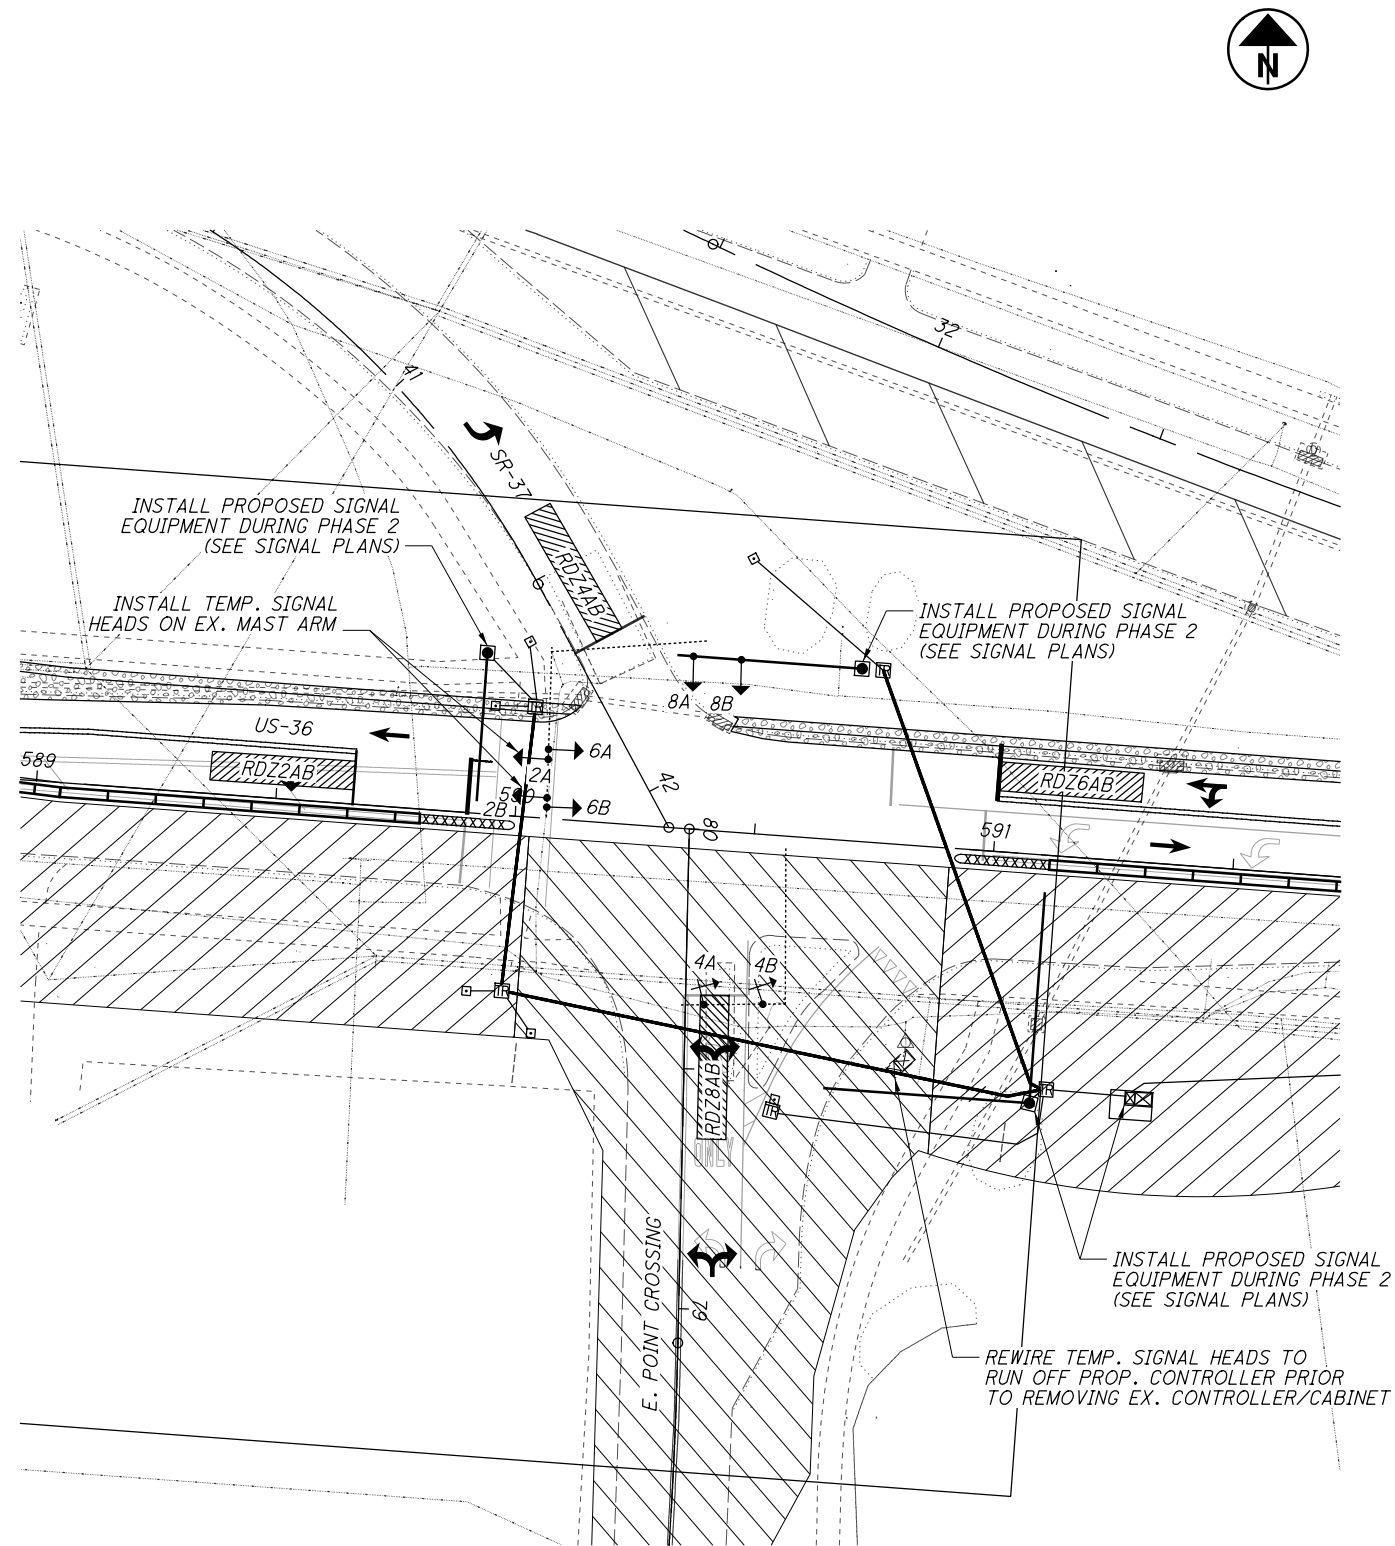 N
32
41
SR-37
INSTALL PROPOSED SIGNAL
EQUIPMENT DURING PHASE 2
(SEE SIGNAL PLANS)
RDZ4AB
INSTALL TEMP. SIGNAL
HEADS ON EX. MAST ARM
INSTALL PROPOSED SIGNAL
EQUIPMENT DURING PHASE 2
(SEE SIGNAL PLANS)
8A
8B
US-36
589
RDZ2AB
6A
2A
590
2B
6B
42
80
RDZ6AB
591
4A
4B
RDZ8AB
ONLY
E. POINT CROSSING
79
INSTALL PROPOSED SIGNAL
EQUIPMENT DURING PHASE 2
(SEE SIGNAL PLANS)
REWIRE TEMP. SIGNAL HEADS TO
RUN OFF PROP. CONTROLLER PRIOR
TO REMOVING EX. CONTROLLER/CABINET